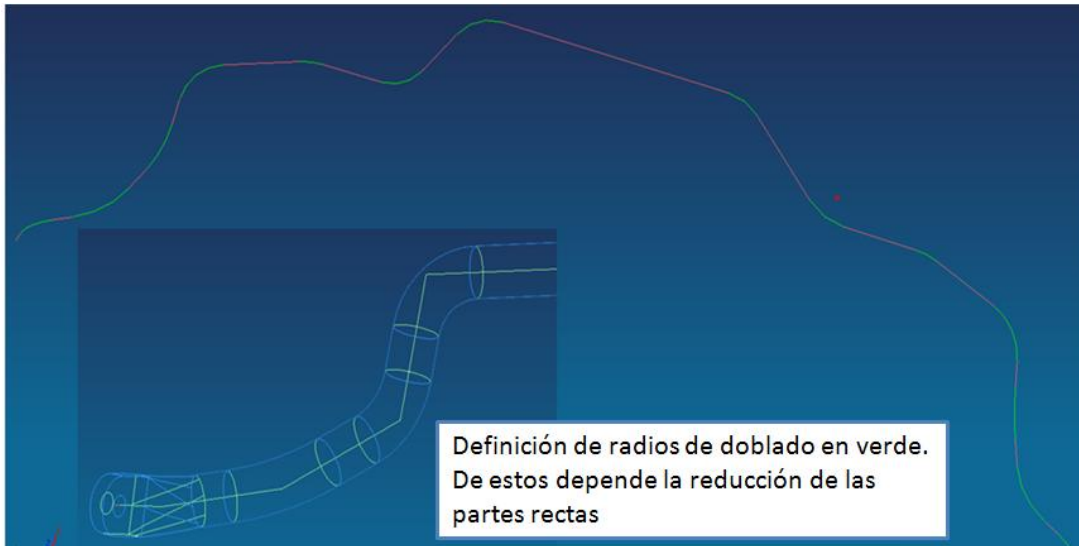 Definición de radios de doblado en verde.
De estos depende la reducción de las
partes rectas
z